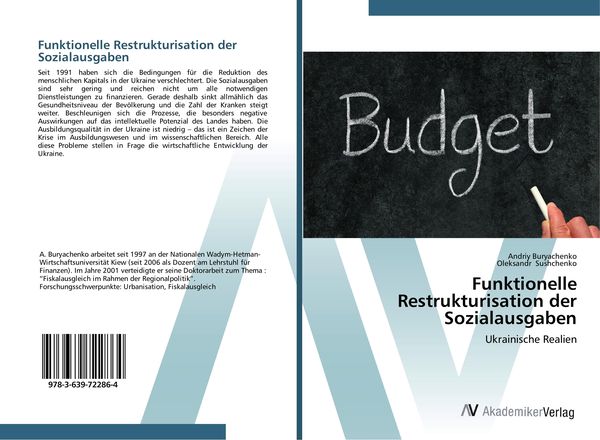 Funktionelle Restrukturisation der
Sozialausgaben
Seit 1991 haben sich die Bedingungen für die Reduktion des
menschlichen Kapitals in der Ukraine verschlechtert. Die Sozialausgaben
sind sehr gering und reichen nicht um alle notwendigen
Dienstleistungen zu finanzieren. Gerade deshalb sinkt allmählich das
Gesundheitsniveau der Bevölkerung und die Zahl der Kranken steigt
weiter. Beschleunigen sich die Prozesse, die besonders negative
Auswirkungen auf das intellektuelle Potenzial des Landes haben. Die
Ausbildungsqualität in der Ukraine ist niedrig – das ist ein Zeichen der
Krise im Ausbildungswesen und im wissenschaftlichen Bereich. Alle
diese Probleme stellen in Frage die wirtschaftliche Entwicklung der
Ukraine.
A. Buryachenko arbeitet seit 1997 an der Nationalen Wadym-Hetman-
Wirtschaftsuniversität Kiew (seit 2006 als Dozent am Lehrstuhl für
Finanzen). Im Jahre 2001 verteidigte er seine Doktorarbeit zum Thema :
“Fiskalausgleich im Rahmen der Regionalpolitik”.
Forschungsschwerpunkte: Urbanisation, Fiskalausgleich
978-3-639-72286-4
Budget
Andriy Buryachenko
Oleksandr Sushchenko
Funktionelle
Restrukturisation der
Sozialausgaben
Ukrainische Realien
AV AkademikerVerlag